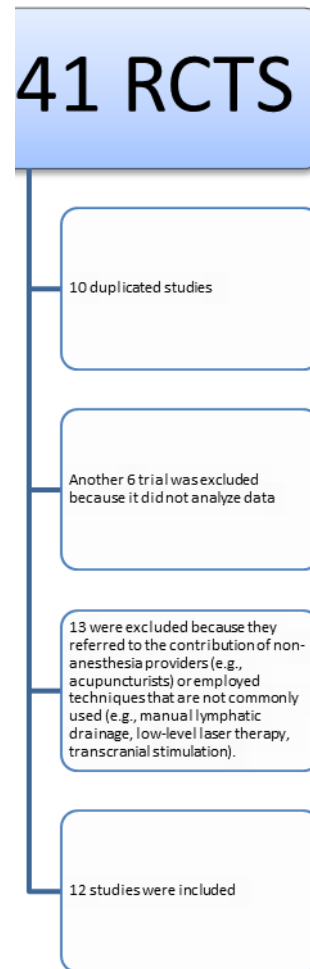 41 RCTS
10 duplicated studies
Another 6 trial was excluded
because it did not analyze data
13 were excluded because they
referred to the contribution of non-
anesthesia providers (e.g.,
acupuncturists) or employed
techniques that are not commonly
used (e.g., manual lymphatic
drainage, low-level laser therapy,
transcranial stimulation).
12 studies were included